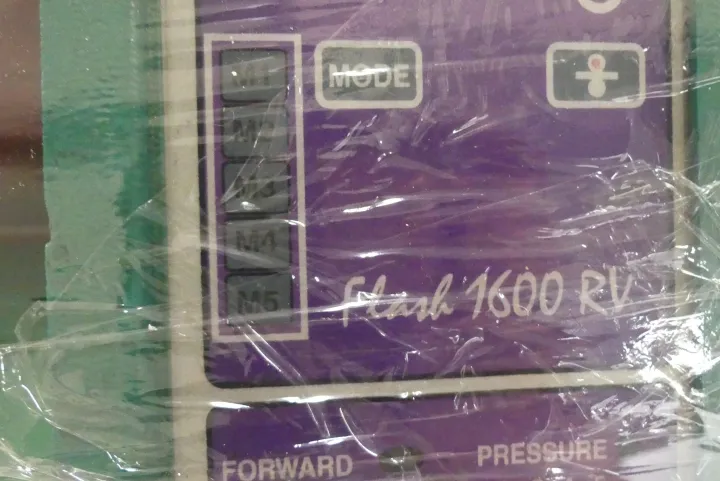 M1
MODE
M2
M3
M4
M5
Flash 1600 RV
FORWARD
PRESSURE